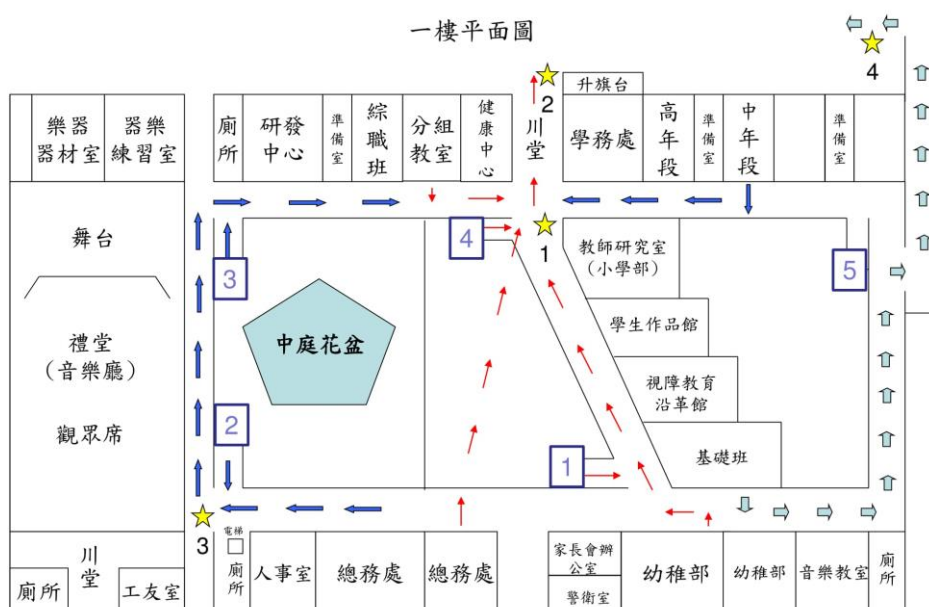 一樓平面圖
4
2
升旗台
樂器
器材室
器樂
練習室
廁所
研發
中心
準備室
綜職班
分組
教室
健康中心
川堂
學務處
高年段
準備室
中年段
準備室
舞台
3
4
1
教師研究室
(小學部)
5
中庭花盆
學生作品館
禮堂
(音樂廳)
視障教育
沿革館
觀眾席
2
基礎班
1
3
電梯
川堂
廁所
工友室
廁所
人事室
總務處
總務處
家長會辦
公室
警衛室
幼稚部
幼稚部
音樂教室
廁所